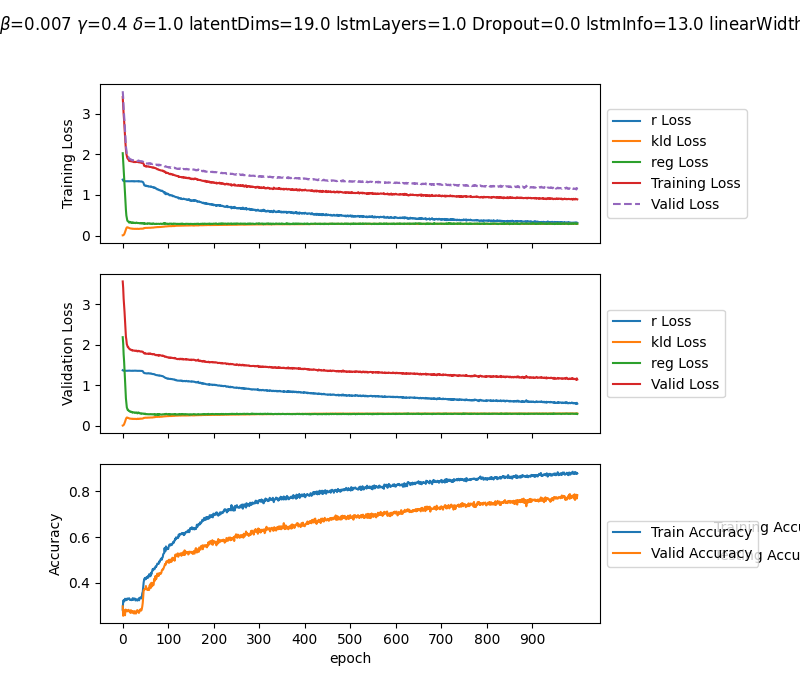 β=0.007 γ=0.4 δ=1.0 latentDims=19.0 lstmLayers=1.0 Dropout=0.0 lstmInfo=13.0 linearWidth
Training Loss
3
2
1
0
r Loss
kld Loss
reg Loss
Training Loss
Valid Loss
Validation Loss
3
2
1
0
r Loss
kld Loss
reg Loss
Valid Loss
Accuracy
0.8
0.6
0.4
Train Accuracy
Valid Accuracy
Training Accu
0 100 200 300 400 500 600 700 800 900
epoch